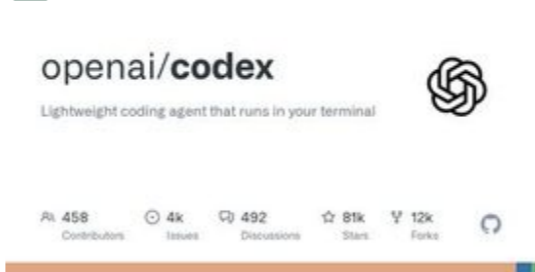 openai/codex
Lightweight coding agent that runs in your terminal
458 4k 492 81k 12k
Contributors Issues Discussions Stars Forks